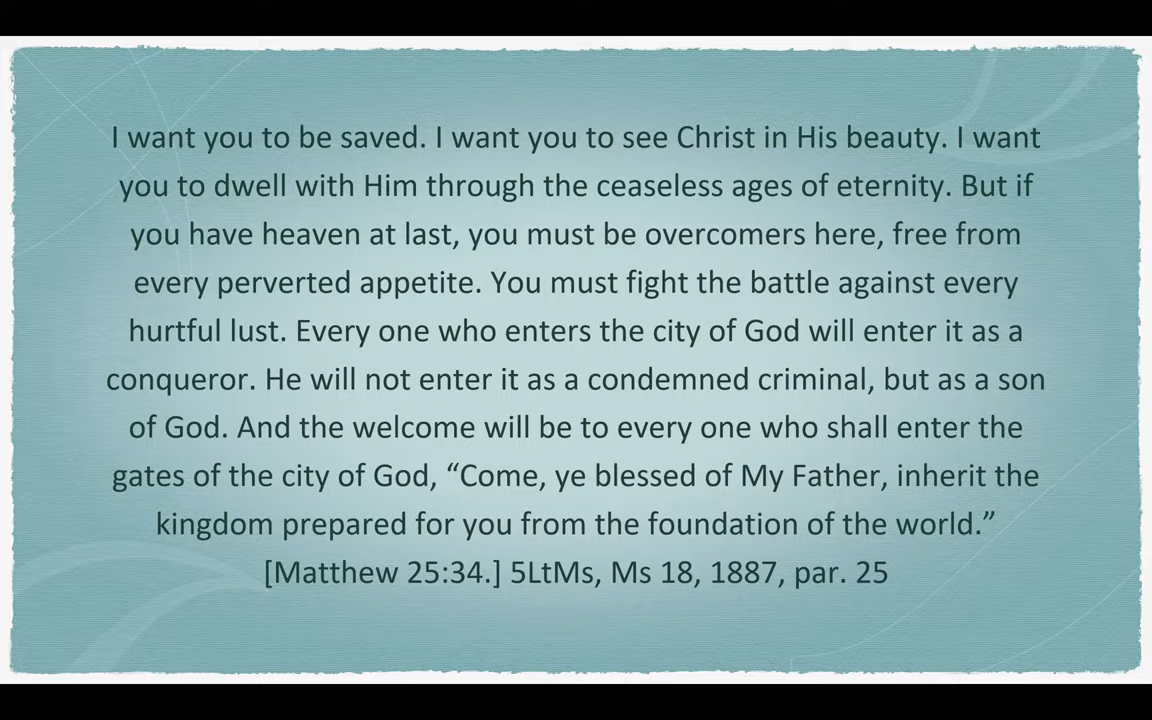 I want you to be saved. I want you to see Christ in His beauty. I want
you to dwell with Him through the ceaseless ages of eternity. But if
you have heaven at last, you must be overcomers here, free from
every perverted appetite. You must fight the battle against every
hurtful lust. Every one who enters the city of God will enter it as a
conqueror. He will not enter it as a condemned criminal, but as a son
of God. And the welcome will be to every one who shall enter the
gates of the city of God, “Come, ye blessed of My Father, inherit the
kingdom prepared for you from the foundation of the world.”
[Matthew 25:34.] 5LtMs, Ms 18, 1887, par. 25